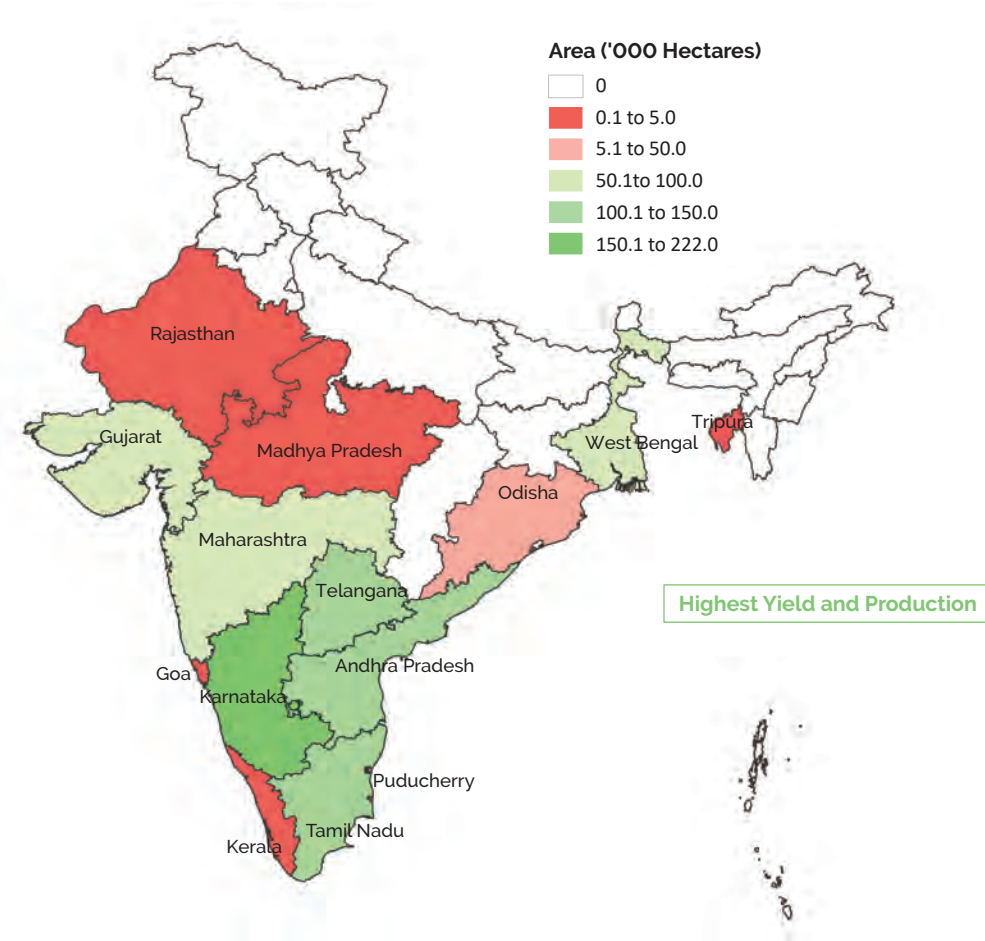 Area ('000 Hectares)
0
0.1 to 5.0
5.1 to 50.0
50.1to 100.0
100.1 to 150.0
150.1 to 222.0
Rajasthan
Tripura
Gujarat
West Bengal
Madhya Pradesh
Odisha
Maharashtra
Telangana
Highest Yield and Production
Andhra Pradesh
Goa
Karnataka
Puducherry
Tamil Nadu
Kerala